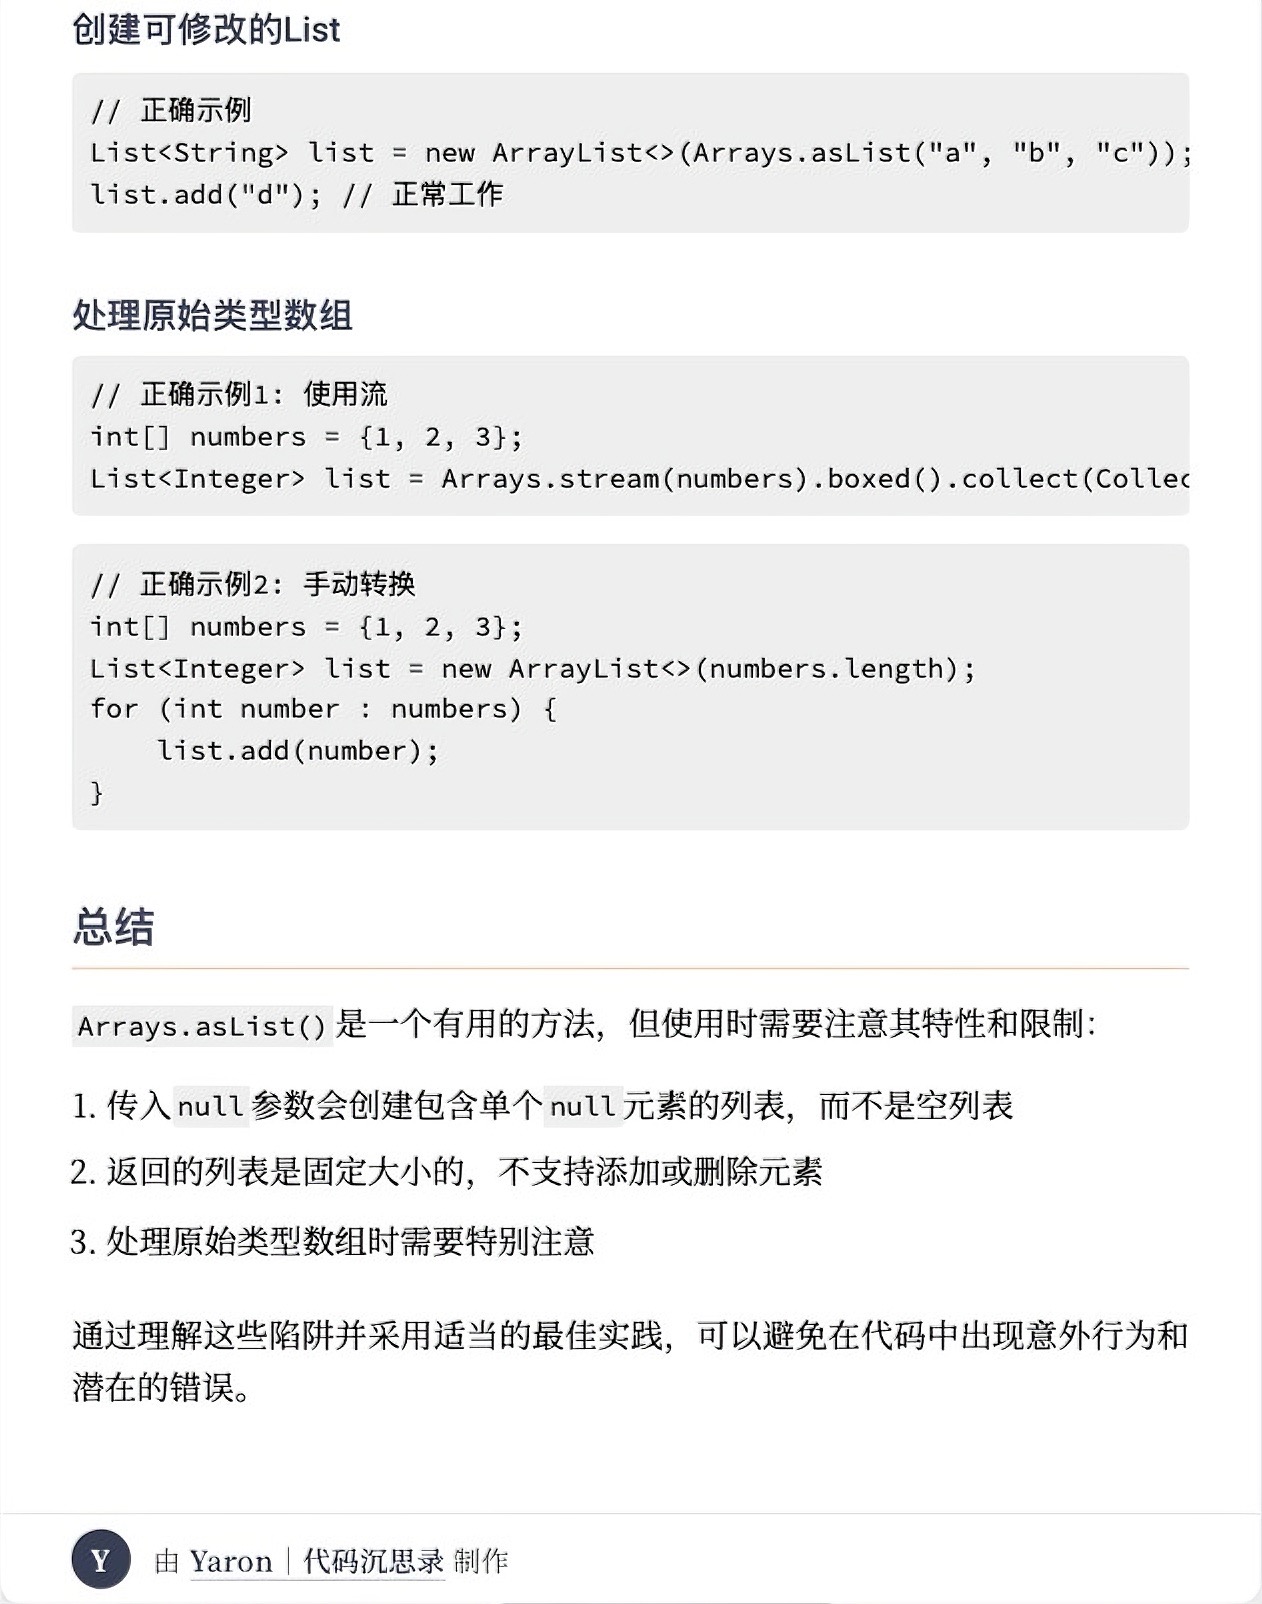 创建可修改的List
// 正确示例
List<String> list = new ArrayList<>(Arrays.asList("a", "b", "c"));
list.add("d"); // 正常工作
处理原始类型数组
// 正确示例1: 使用流
int[] numbers = {1, 2, 3};
List<Integer> list = Arrays.stream(numbers).boxed().collect(Collec
// 正确示例2: 手动转换
int[] numbers = {1, 2, 3};
List<Integer> list = new ArrayList<>(numbers.length);
for (int number : numbers) {
    list.add(number);
}
总结
Arrays.asList()是一个有用的方法，但使用时需要注意其特性和限制：
1. 传入null参数会创建包含单个null元素的列表，而不是空列表
2. 返回的列表是固定大小的，不支持添加或删除元素
3. 处理原始类型数组时需要特别注意
通过理解这些陷阱并采用适当的最佳实践，可以避免在代码中出现意外行为和
潜在的错误。
Y 由 Yaron｜代码沉思录 制作